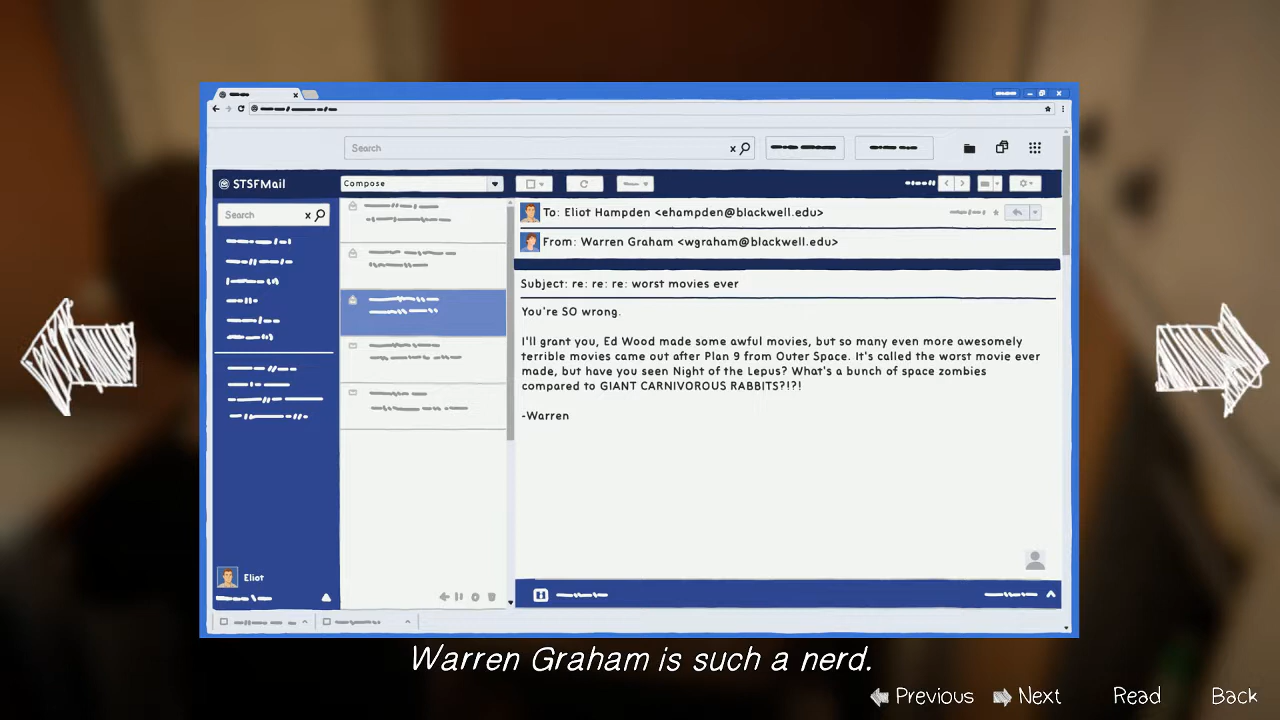 Search
STSFMail
Compose
Search
To: Eliot Hampden <ehampden@blackwell.edu>
From: Warren Graham <wgraham@blackwell.edu>
Subject: re: re: re: worst movies ever
You're SO wrong.
I'll grant you, Ed Wood made some awful movies, but so many even more awesomely
terrible movies came out after Plan 9 from Outer Space. It's called the worst movie ever
made, but have you seen Night of the Lepus? What's a bunch of space zombies
compared to GIANT CARNIVOROUS RABBITS?!?!
-Warren
Eliot
Warren Graham is such a nerd.
Previous Next Read Back